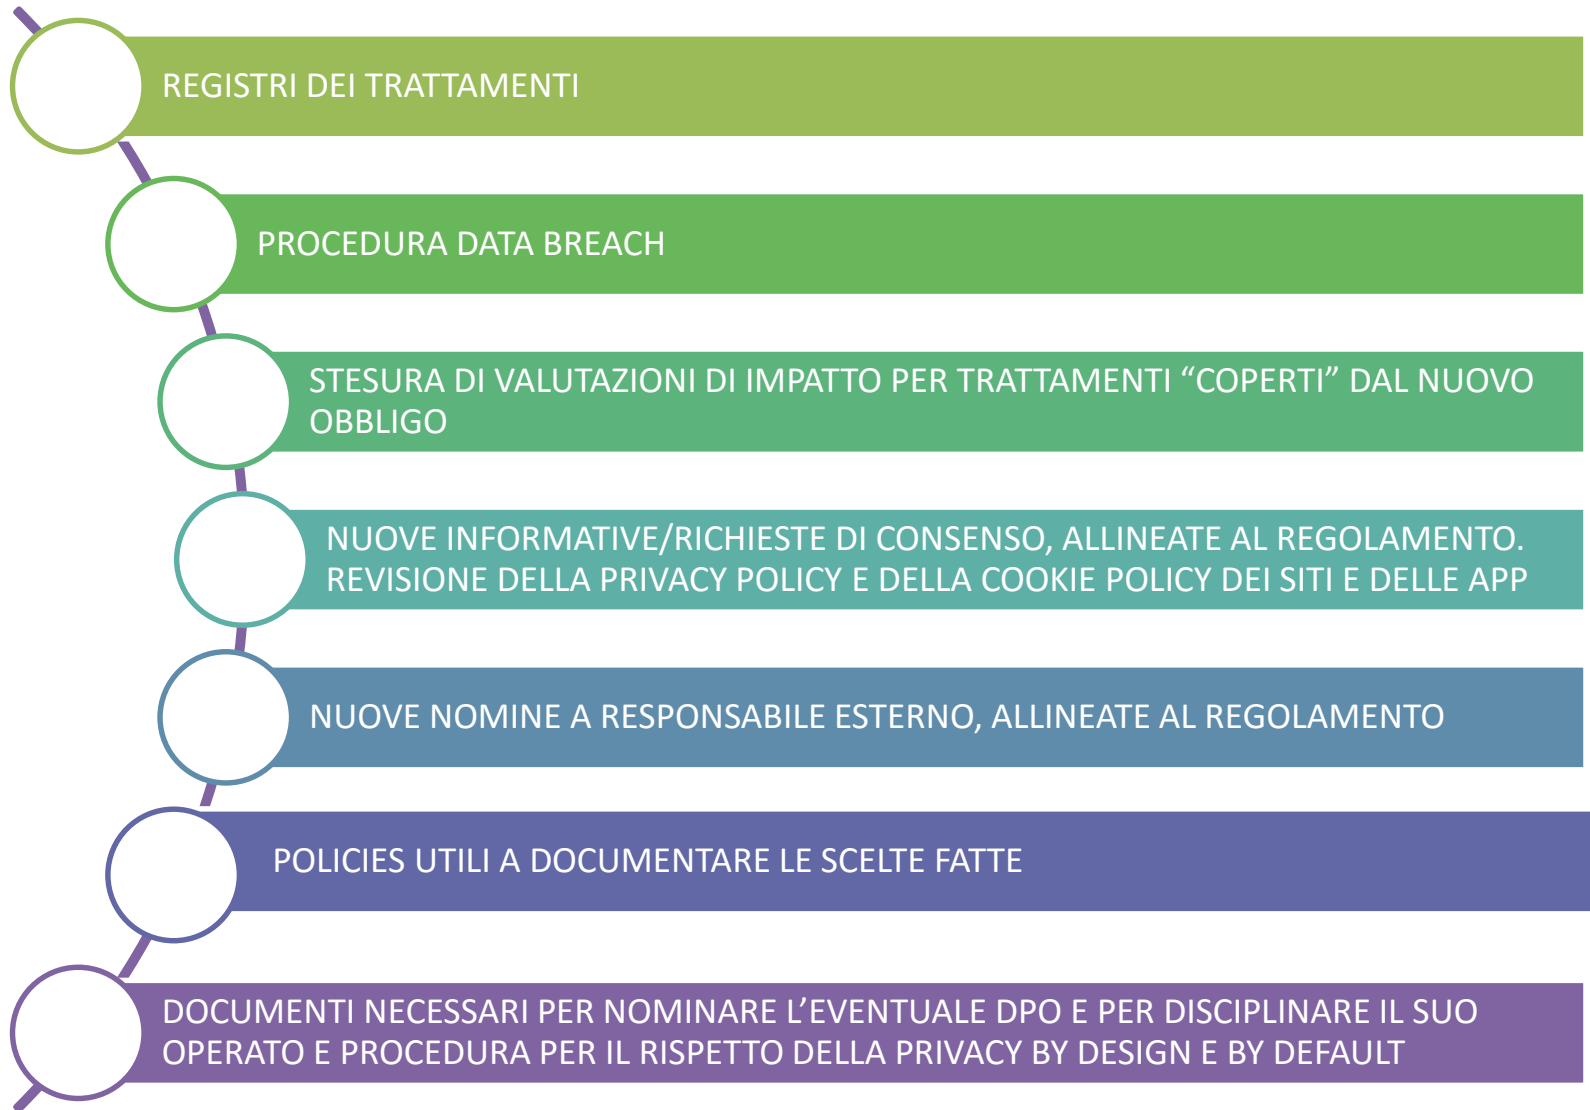 REGISTRI DEI TRATTAMENTI
PROCEDURA DATA BREACH
STESURA DI VALUTAZIONI DI IMPATTO PER TRATTAMENTI “COPERTI” DAL NUOVO
OBBLIGO
NUOVE INFORMATIVE/RICHIESTE DI CONSENSO, ALLINEATE AL REGOLAMENTO.
REVISIONE DELLA PRIVACY POLICY E DELLA COOKIE POLICY DEI SITI E DELLE APP
NUOVE NOMINE A RESPONSABILE ESTERNO, ALLINEATE AL REGOLAMENTO
POLICIES UTILI A DOCUMENTARE LE SCELTE FATTE
DOCUMENTI NECESSARI PER NOMINARE L’EVENTUALE DPO E PER DISCIPLINARE IL SUO
OPERATO E PROCEDURA PER IL RISPETTO DELLA PRIVACY BY DESIGN E BY DEFAULT